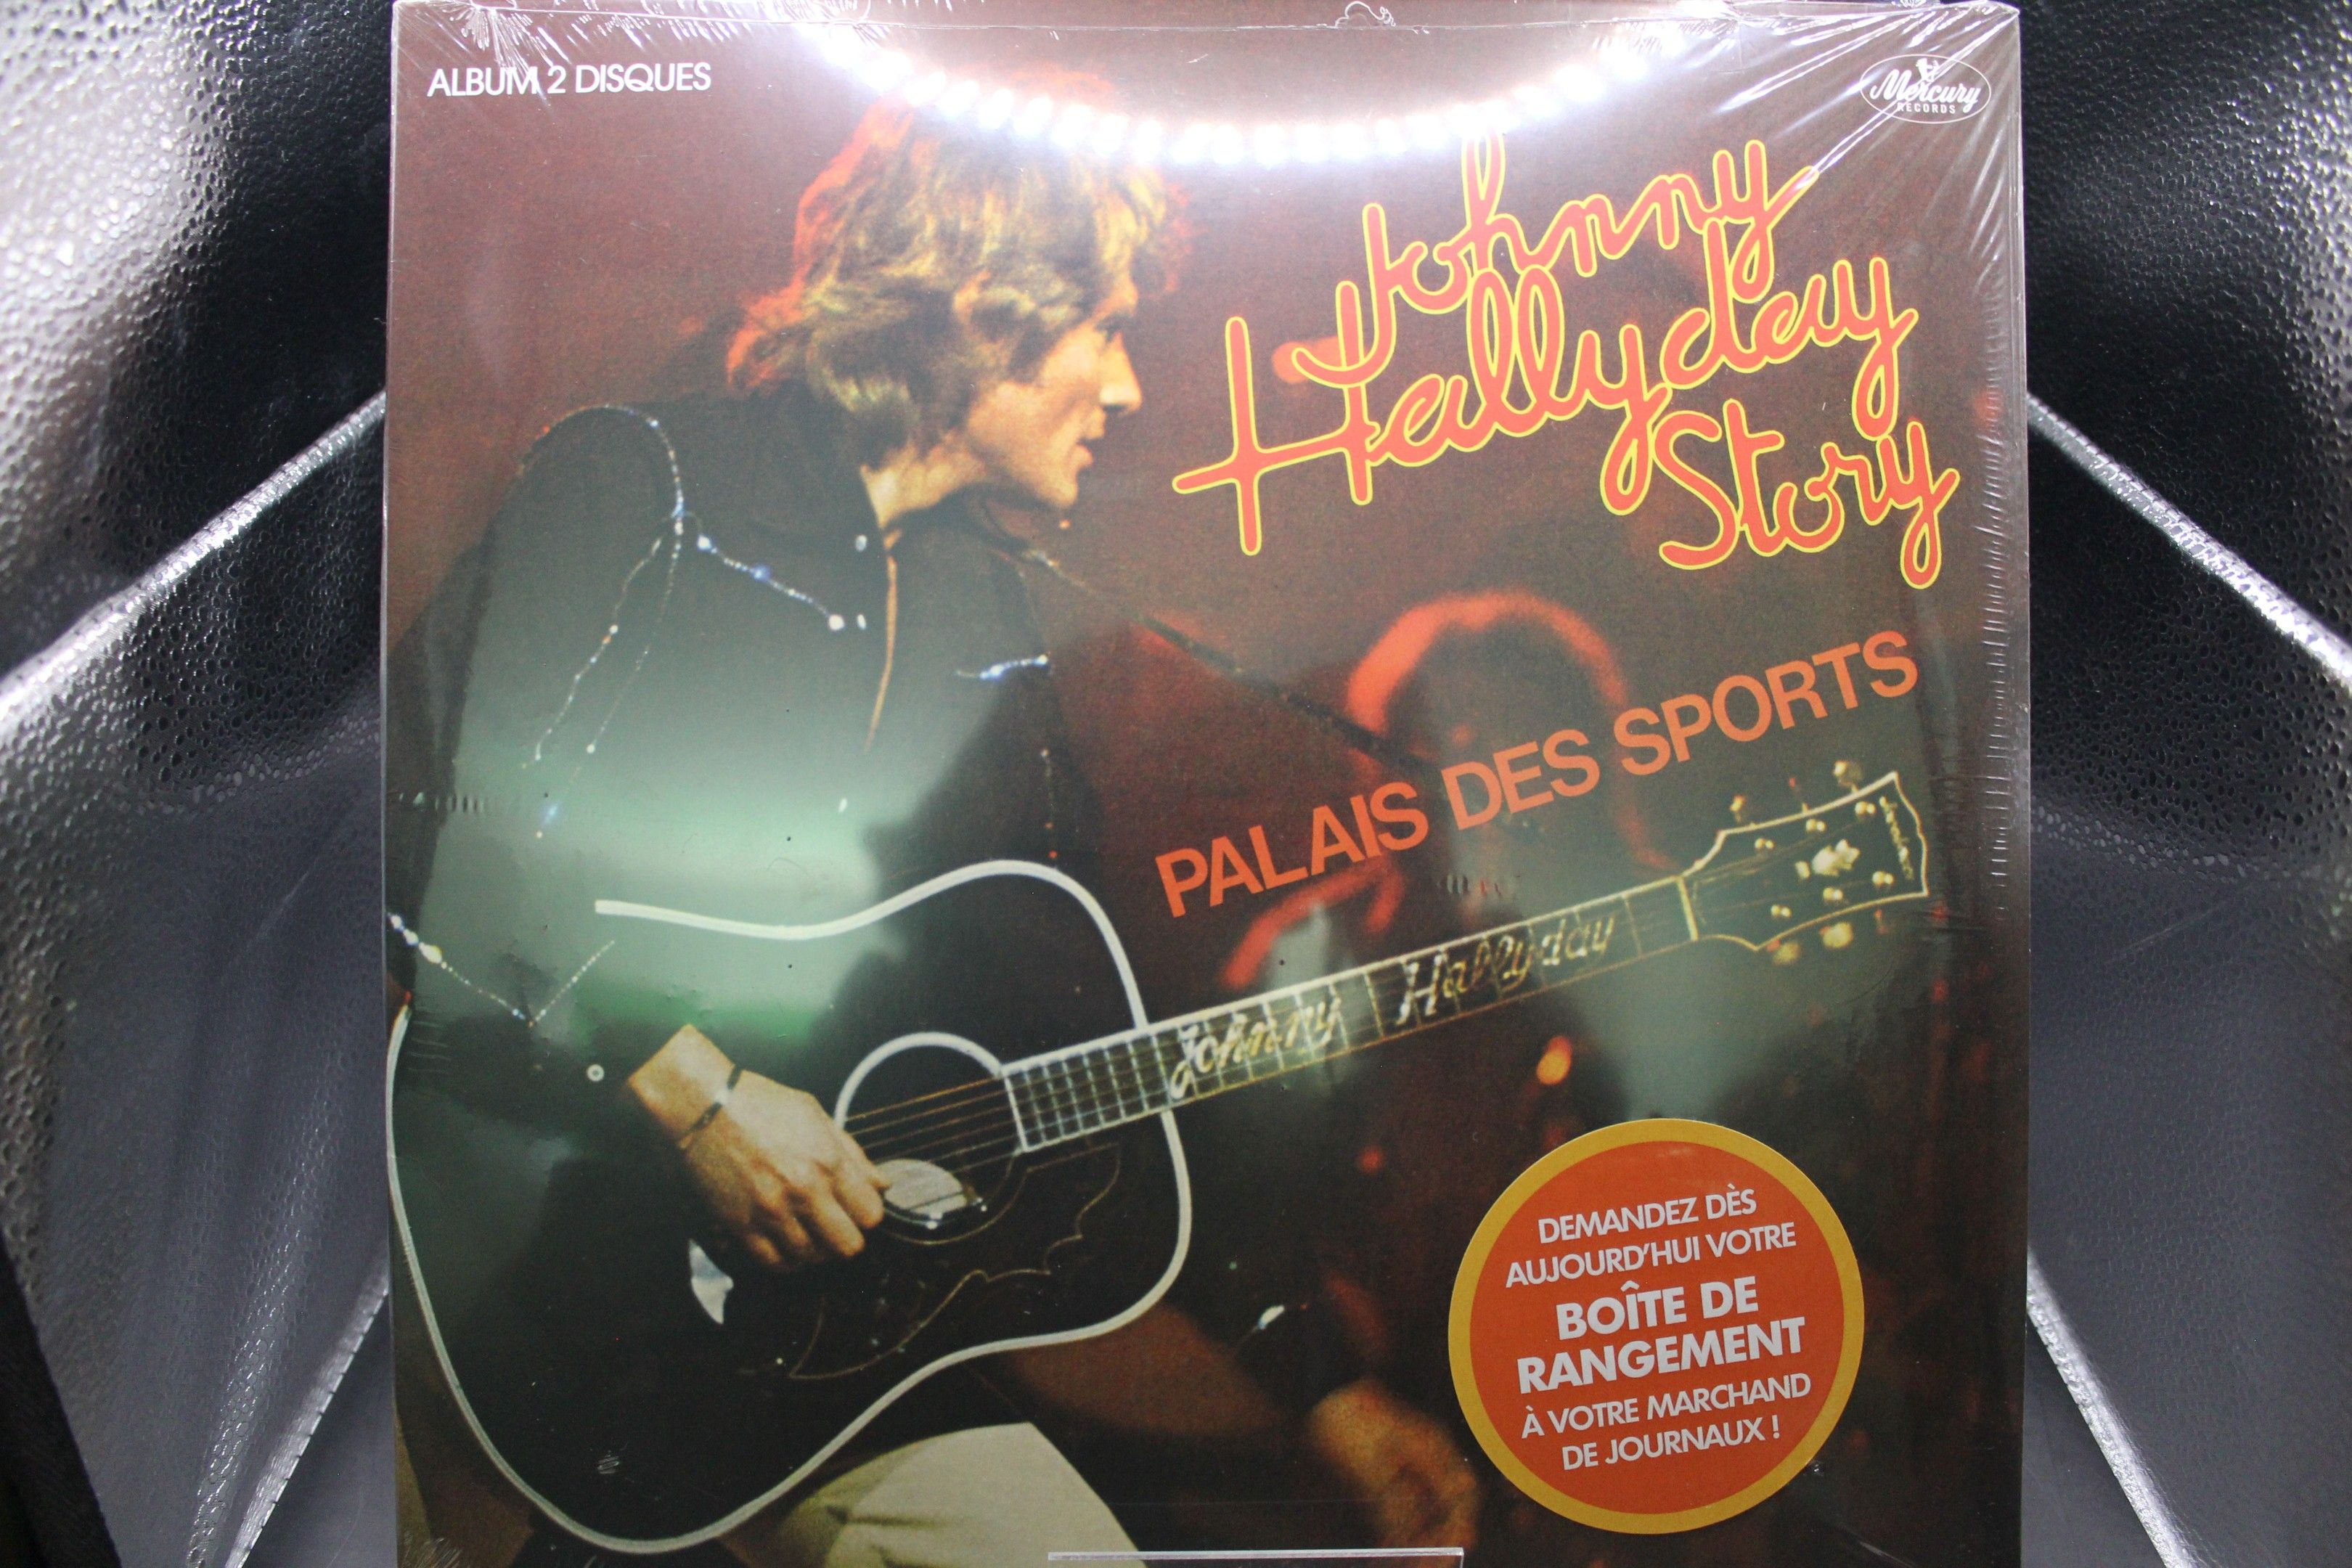 ALBUM 2 DISQUES
Mercury
RECORDS
Johnny
Hallyday
Story
PALAIS DES SPORTS
Johnny Hallyday
DEMANDEZ DÈS
AUJOURD'HUI VOTRE
BOÎTE DE
RANGEMENT
À VOTRE MARCHAND
DE JOURNAUX !